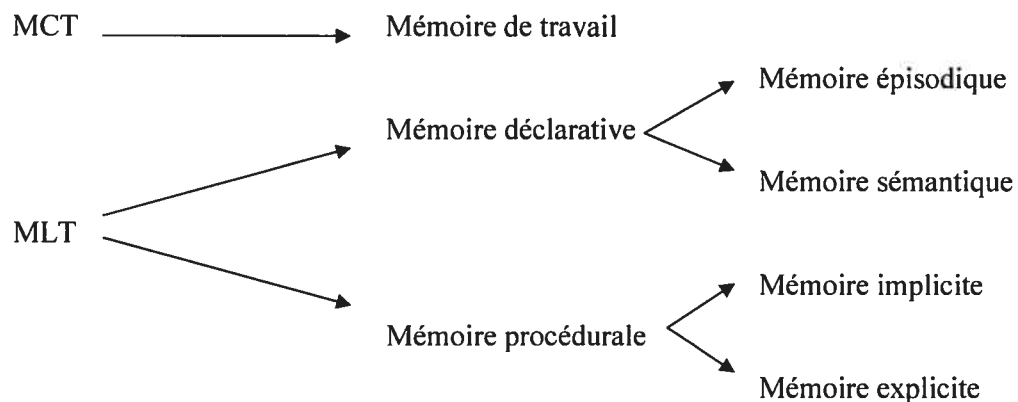 MCT
Mémoire de travail
Mémoire épisodique
Mémoire déclarative
Mémoire sémantique
MLT
Mémoire implicite
Mémoire procédurale
Mémoire explicite